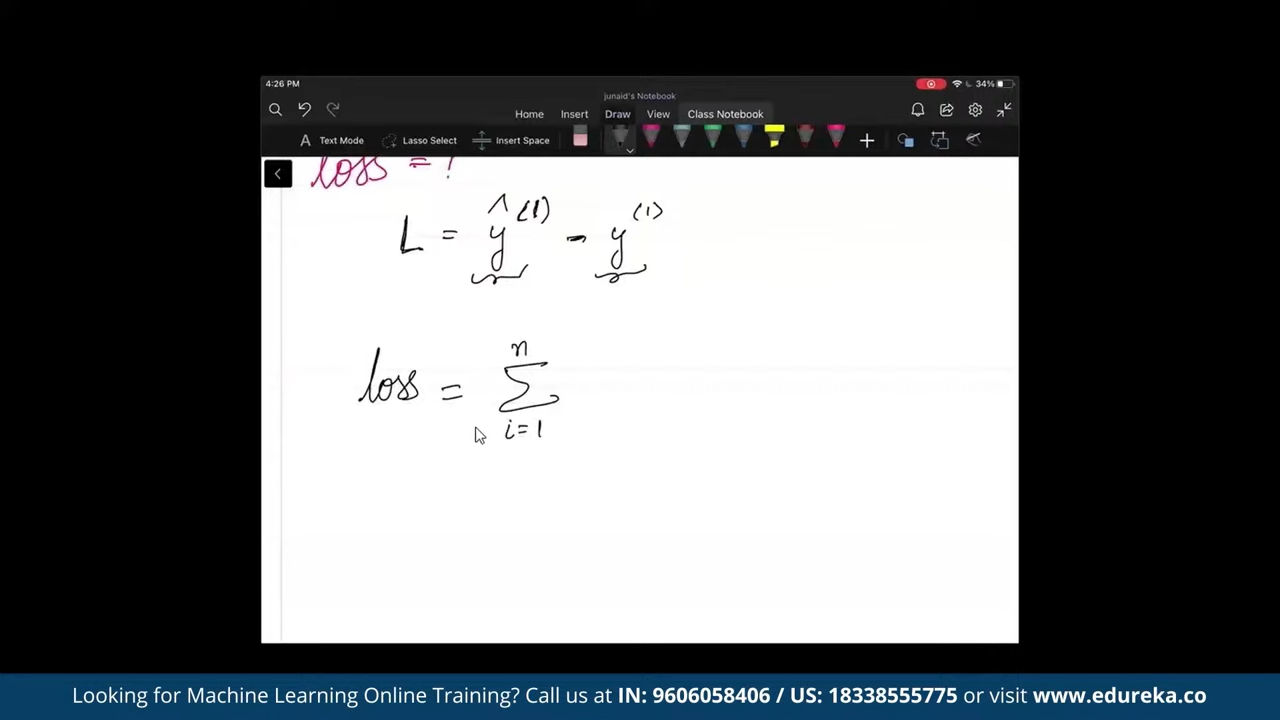 4:26 PM
34%
junaid's Notebook
Home Insert Draw View Class Notebook
A Text Mode Lasso Select Insert Space
loss = ?
L = ŷ⁽¹⁾ - y⁽¹⁾
n
loss = Σ
i=1
Looking for Machine Learning Online Training? Call us at IN: 9606058406 / US: 18338555775 or visit www.edureka.co